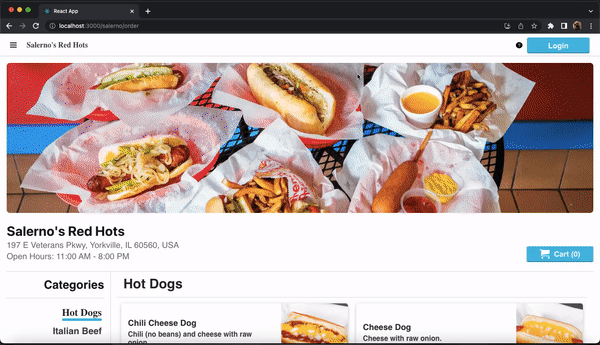 React App
localhost:3000/salerno/order
Salerno's Red Hots
Login
Salerno's Red Hots
197 E Veterans Pkwy, Yorkville, IL 60560, USA
Open Hours: 11:00 AM - 8:00 PM
Cart (0)
Categories
Hot Dogs
Hot Dogs
Italian Beef
Chili Cheese Dog
Chili (no beans) and cheese with raw
onion.
Cheese Dog
Cheese with raw onion.